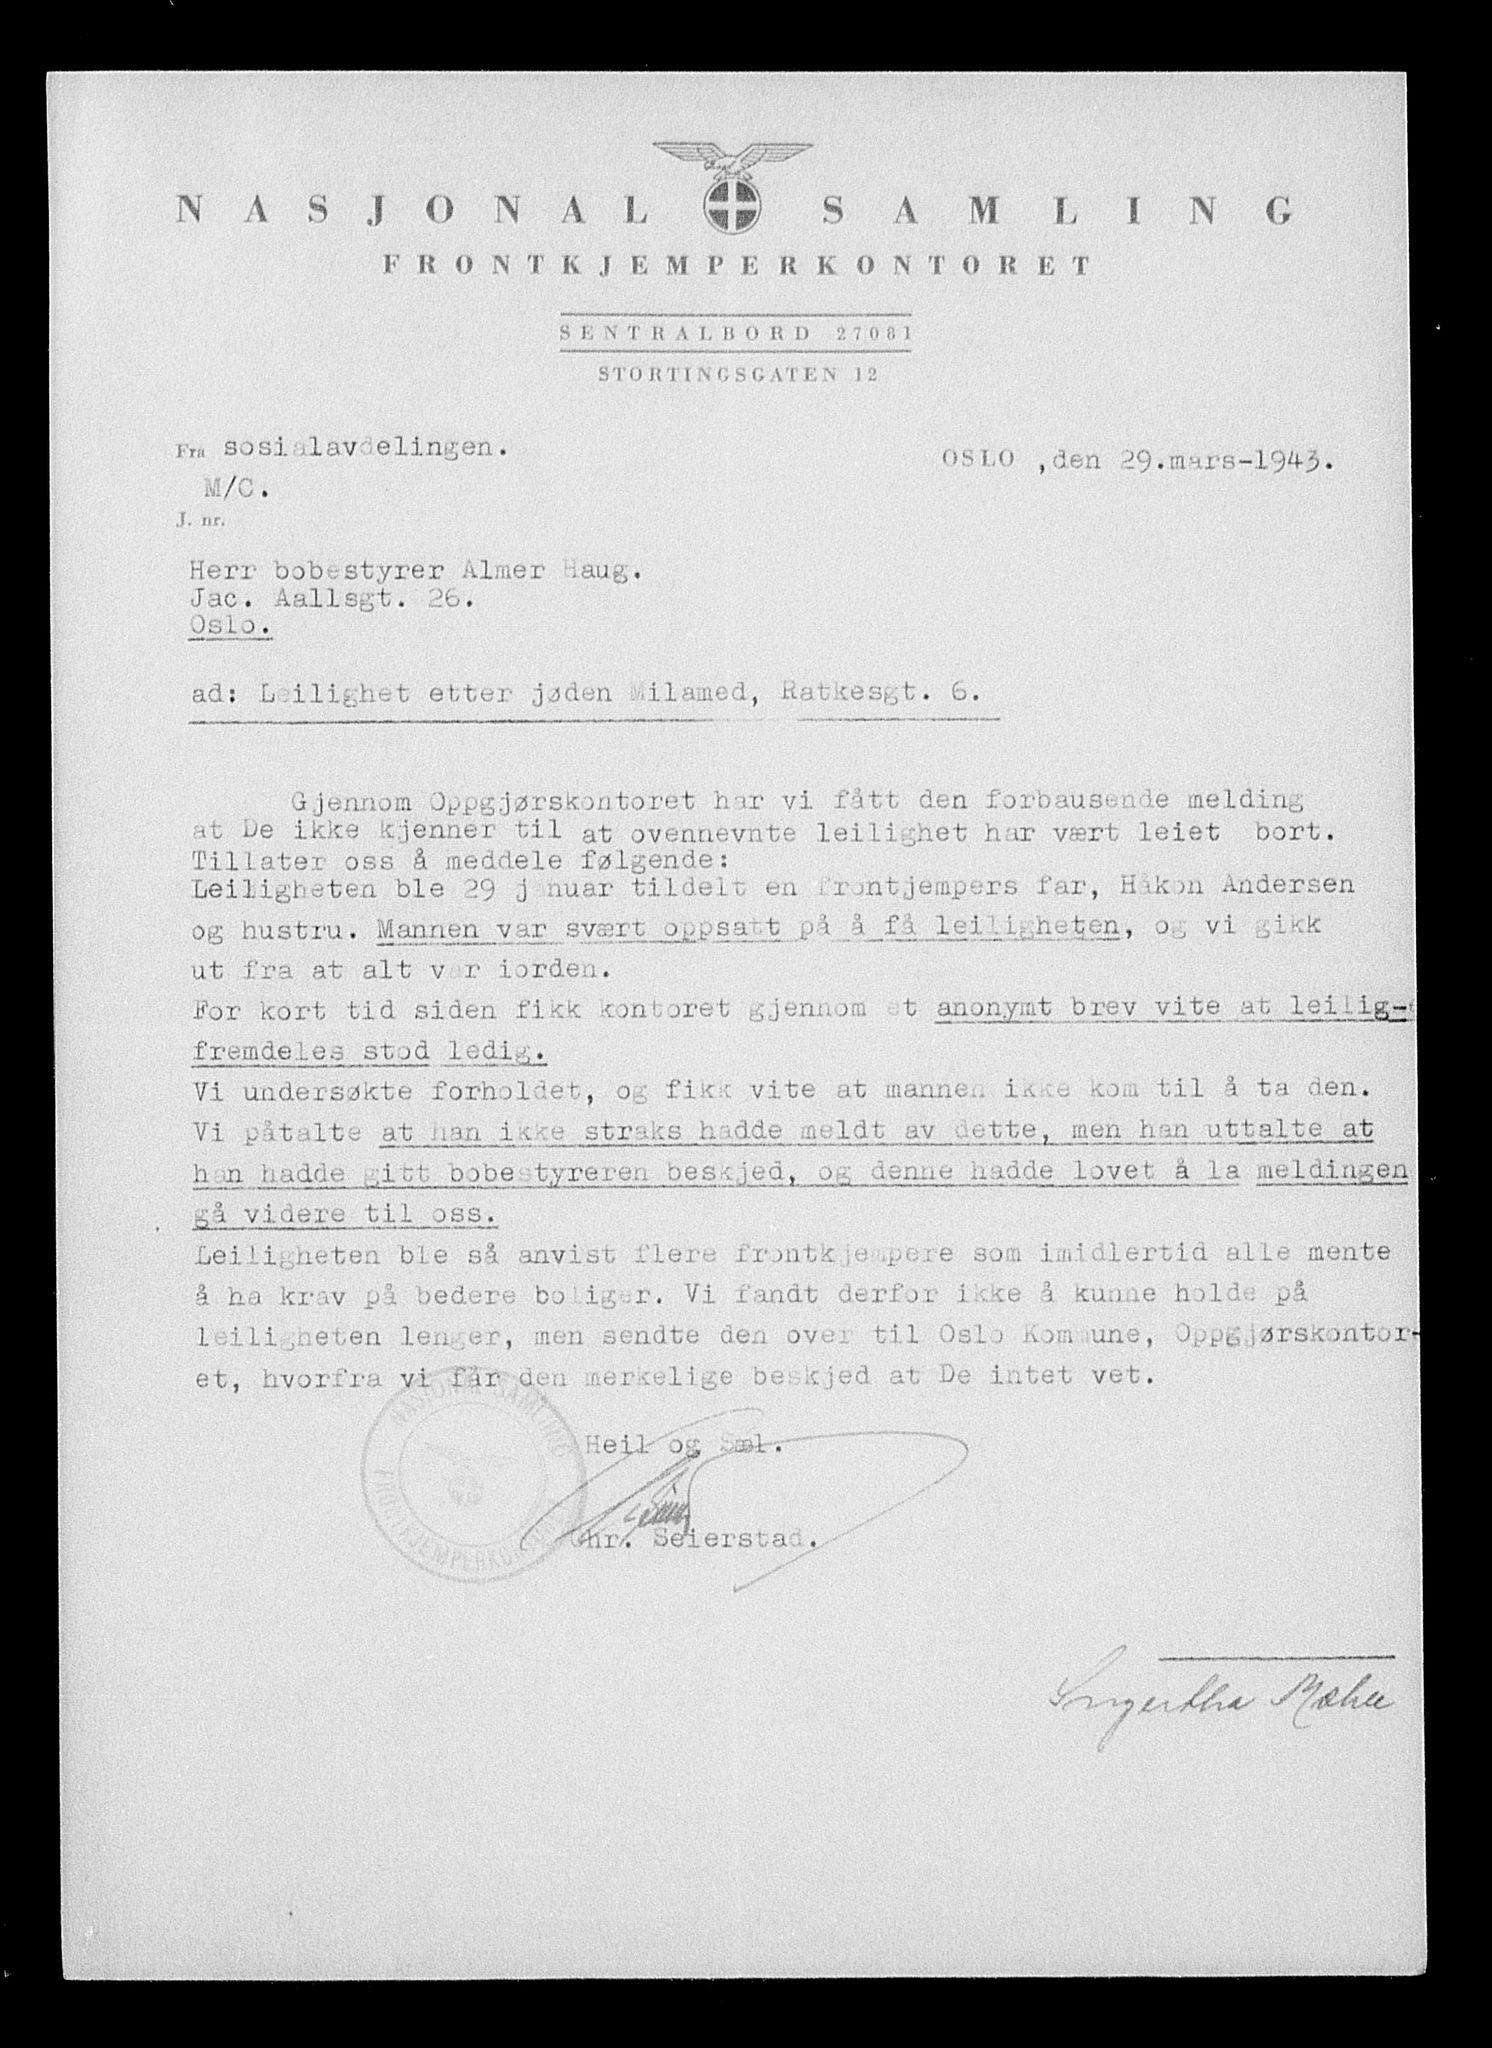 NASJONAL SAMLING
FRONTKJEMPERKONTORET
SENTRALBORD 27081
STORTINGSGATEN 12
Fra sosialavdelingen.
OSLO ,den 29.mars-1943.
M/C.
J. nr.
Herr bobestyrer Almer Haug.
Jac. Aallsgt. 26.
Oslo.
ad: Leilighet etter jøden Milamed, Ratkesgt. 6.
Gjennom Oppgjørskontoret har vi fått den forbausende melding
at De ikke kjenner til at ovennevnte leilighet har vært leiet bort.
Tillater oss å meddele følgende:
Leiligheten ble 29 januar tildelt en frontjempers far, Håkon Andersen
og hustru. Mannen var svært oppsatt på å få leiligheten, og vi gikk
ut fra at alt var iorden.
For kort tid siden fikk kontoret gjennom et anonymt brev vite at leilig-
fremdeles stod ledig.
Vi undersøkte forholdet, og fikk vite at mannen ikke kom til å ta den.
Vi påtalte at han ikke straks hadde meldt av dette, men han uttalte at
han hadde gitt bobestyreren beskjed, og denne hadde lovet å la meldingen
gå videre til oss.
Leiligheten ble så anvist flere frontkjempere som imidlertid alle mente
å ha krav på bedere boliger. Vi fandt derfor ikke å kunne holde på
leiligheten lenger, men sendte den over til Oslo Kommune, Oppgjørskontor-
et, hvorfra vi får den merkelige beskjed at De intet vet.
NASJONAL SAMLING
FRONTKJEMPERKONTORET
Heil og Sæl.
Chr. Seierstad.